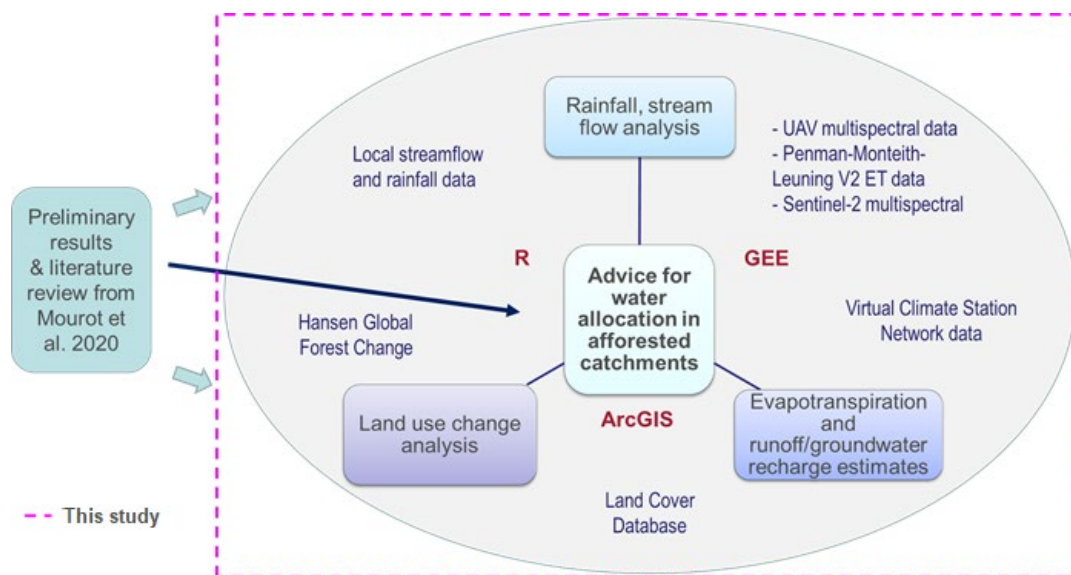 Rainfall, stream
flow analysis
Local streamflow
and rainfall data
- UAV multispectral data
- Penman-Monteith-
Leuning V2 ET data
- Sentinel-2 multispectral
Preliminary
results
& literature
review from
Mourot et
al. 2020
R
Advice for
water
allocation in
afforested
catchments
GEE
Hansen Global
Forest Change
Virtual Climate Station
Network data
Land use change
analysis
ArcGIS
Evapotranspiration
and
runoff/groundwater
recharge estimates
Land Cover
Database
This study